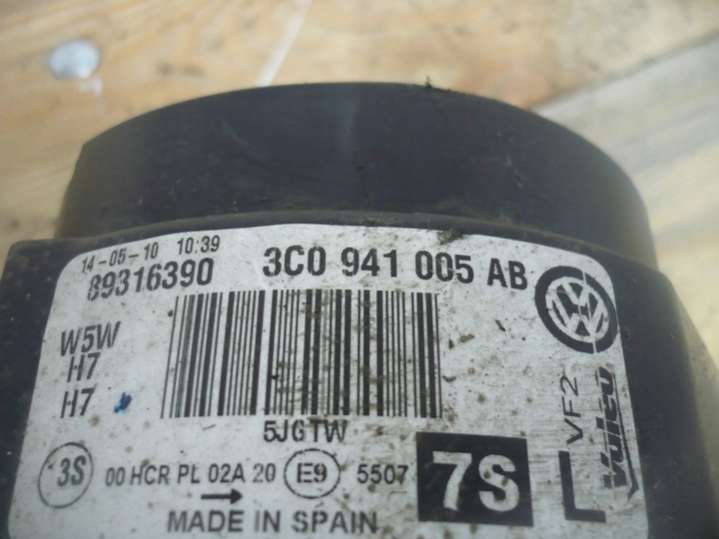 14-05-10 10:39
89316390
3C0 941 005 AB
W5W
H7
H7
5JGTW
VF2
Valeo
3S
00 HCR PL 02A 20
E9
5507
7S
L
MADE IN SPAIN